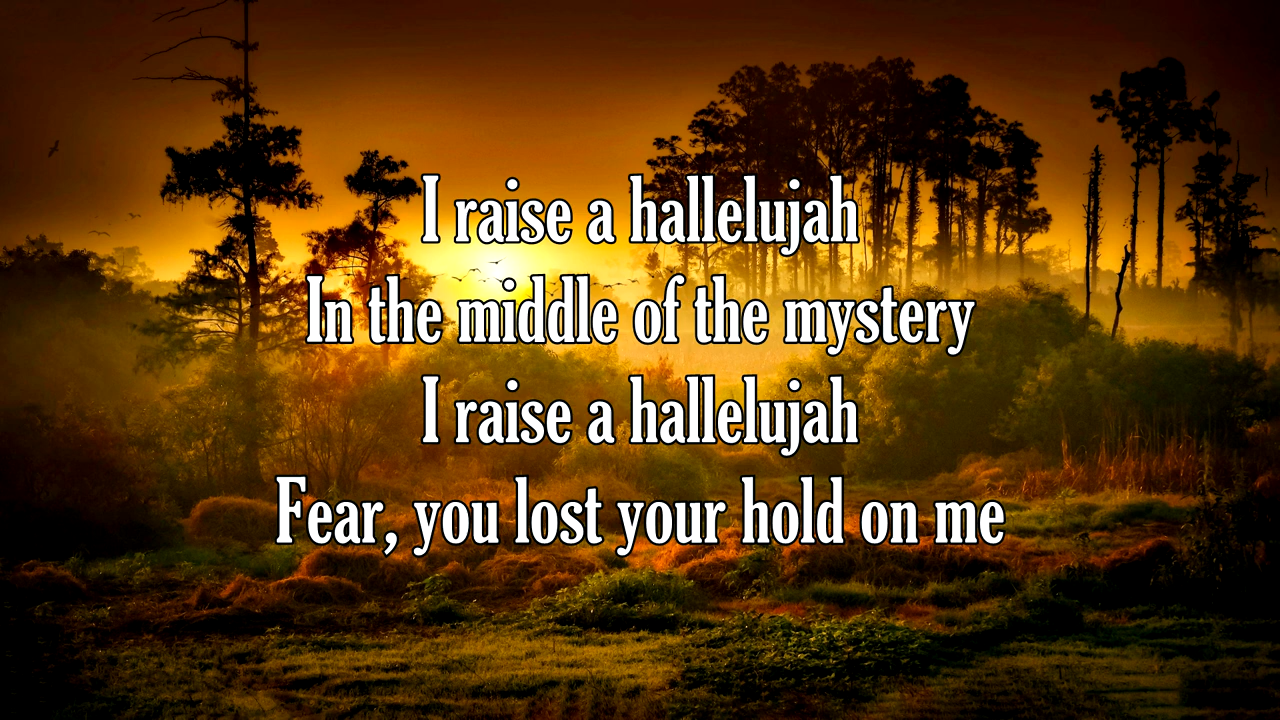 I raise a hallelujah
In the middle of the mystery
I raise a hallelujah
Fear, you lost your hold on me